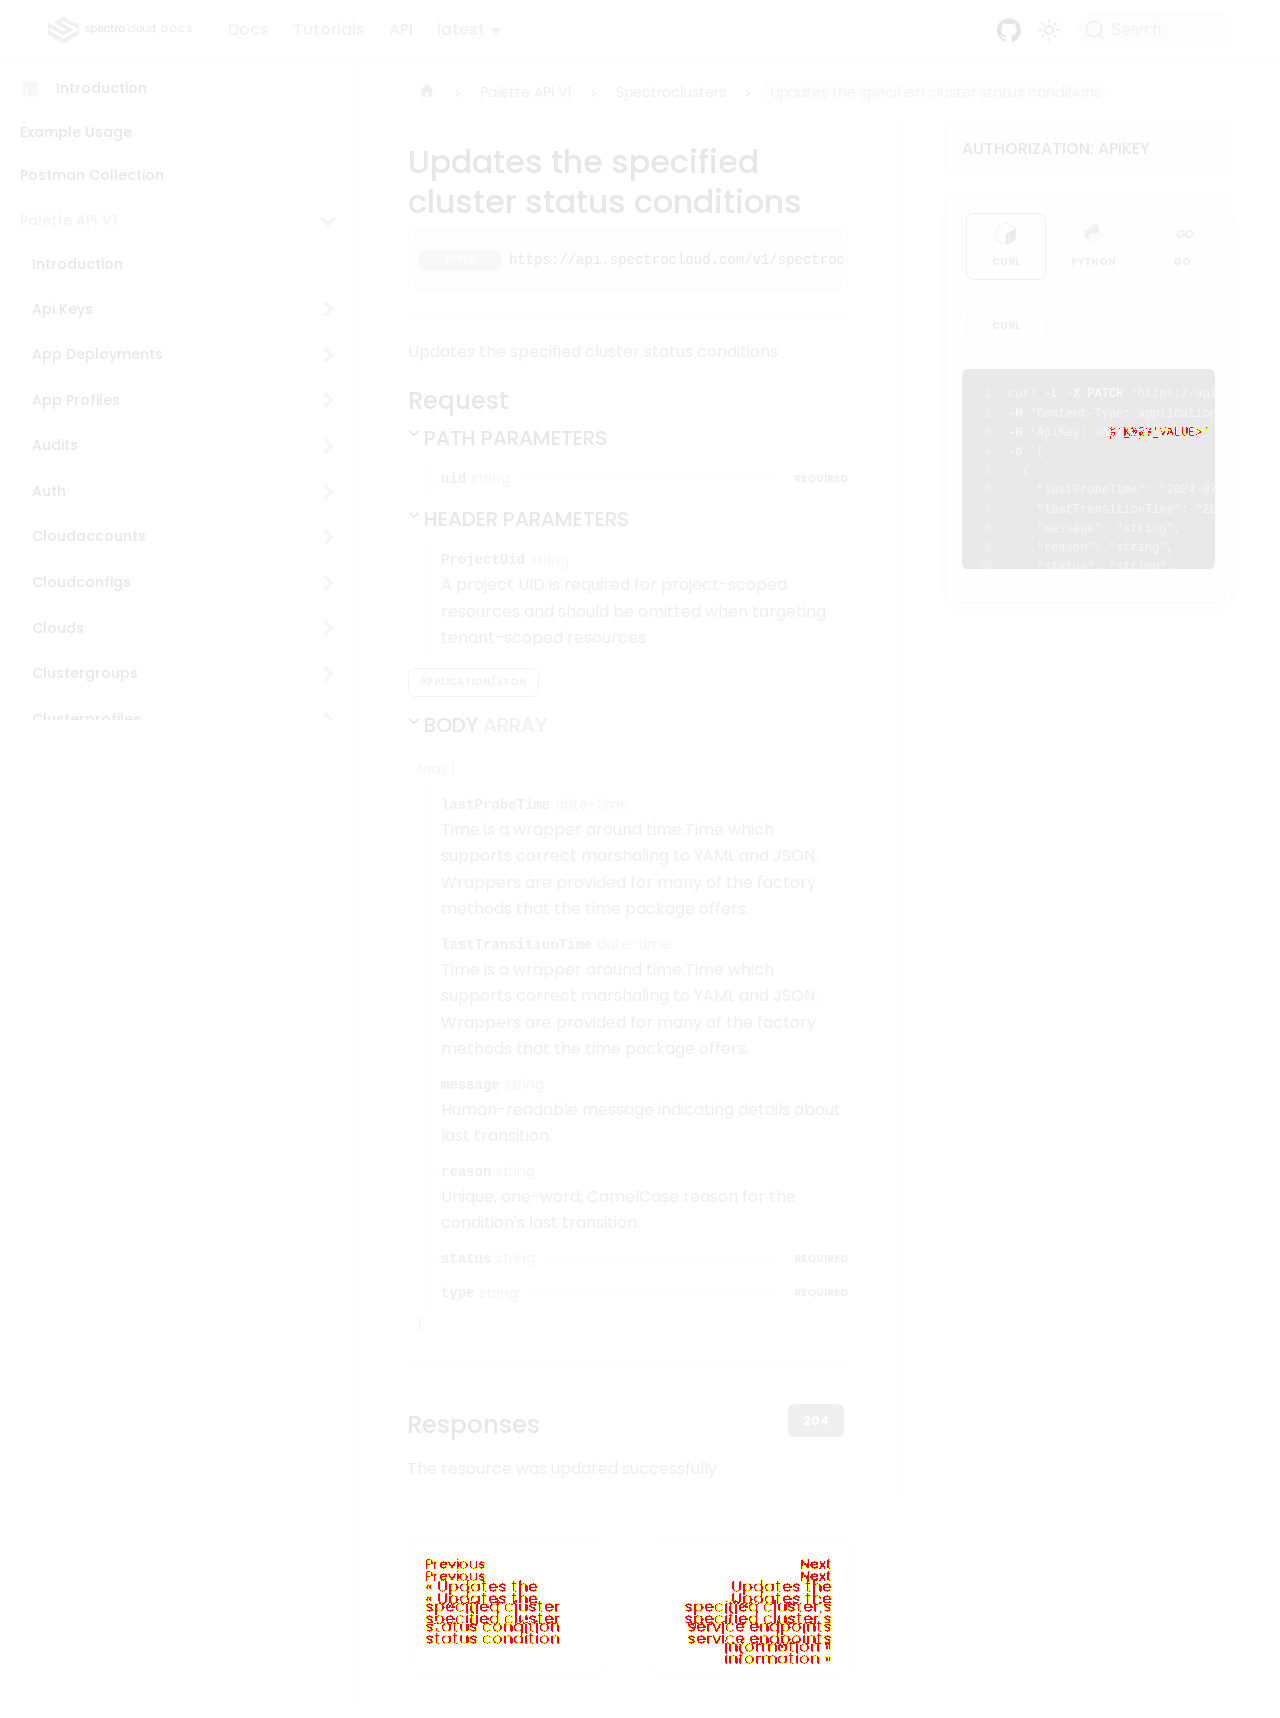 spectro cloud DOCS
Docs
Tutorials
API
latest
Search
Introduction
Example Usage
Postman Collection
Palette API V1
Introduction
Api Keys
App Deployments
App Profiles
Audits
Auth
Cloudaccounts
Cloudconfigs
Clouds
Clustergroups
Clusterprofiles
Palette API V1
Spectroclusters
Updates the specified cluster status conditions
Updates the specified
cluster status conditions
PATCH https://api.spectrocloud.com/v1/spectroc
Updates the specified cluster status conditions
Request
PATH PARAMETERS
uid string REQUIRED
HEADER PARAMETERS
ProjectUid string
A project UID is required for project-scoped
resources and should be omitted when targeting
tenant-scoped resources
APPLICATION/JSON
BODY ARRAY
Array [
lastProbeTime date-time
Time is a wrapper around time.Time which
supports correct marshaling to YAML and JSON.
Wrappers are provided for many of the factory
methods that the time package offers.
lastTransitionTime date-time
Time is a wrapper around time.Time which
supports correct marshaling to YAML and JSON.
Wrappers are provided for many of the factory
methods that the time package offers.
message string
Human-readable message indicating details about
last transition.
reason string
Unique, one-word, CamelCase reason for the
condition's last transition.
status string REQUIRED
type string REQUIRED
]
Responses
204
The resource was updated successfully
Previous
« Updates the
specified cluster
status condition
Next
Updates the
specified cluster's
service endpoints
information »
AUTHORIZATION: APIKEY
CURL
PYTHON
GO
CURL
1 curl -L -X PATCH 'https://api
2 -H 'Content-Type: application
3 -H 'ApiKey: <A
4 -d '[
5 {
6 "lastProbeTime": "2024-07
7 "lastTransitionTime": "20
8 "message": "string",
9 "reason": "string",
10 "status": "string",